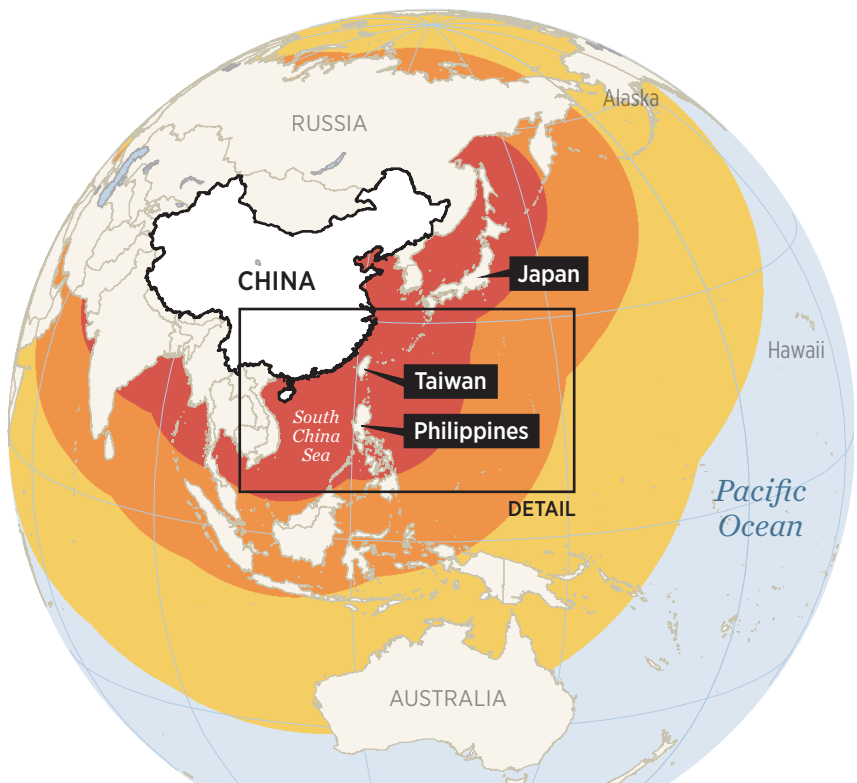 Alaska
RUSSIA
CHINA
Japan
Hawaii
Taiwan
South
China
Sea
Philippines
Pacific
Ocean
DETAIL
AUSTRALIA